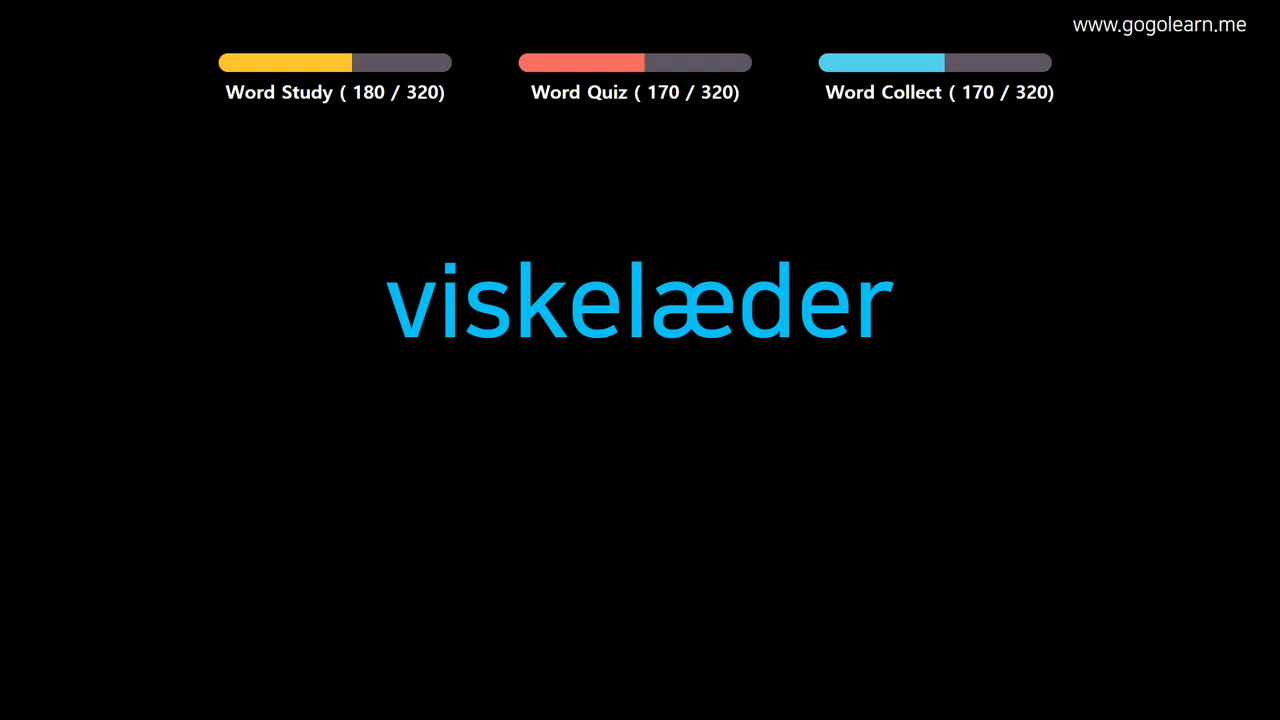 www.gogolearn.me
Word Study ( 180 / 320)
Word Quiz ( 170 / 320)
Word Collect ( 170 / 320)
viskelæder